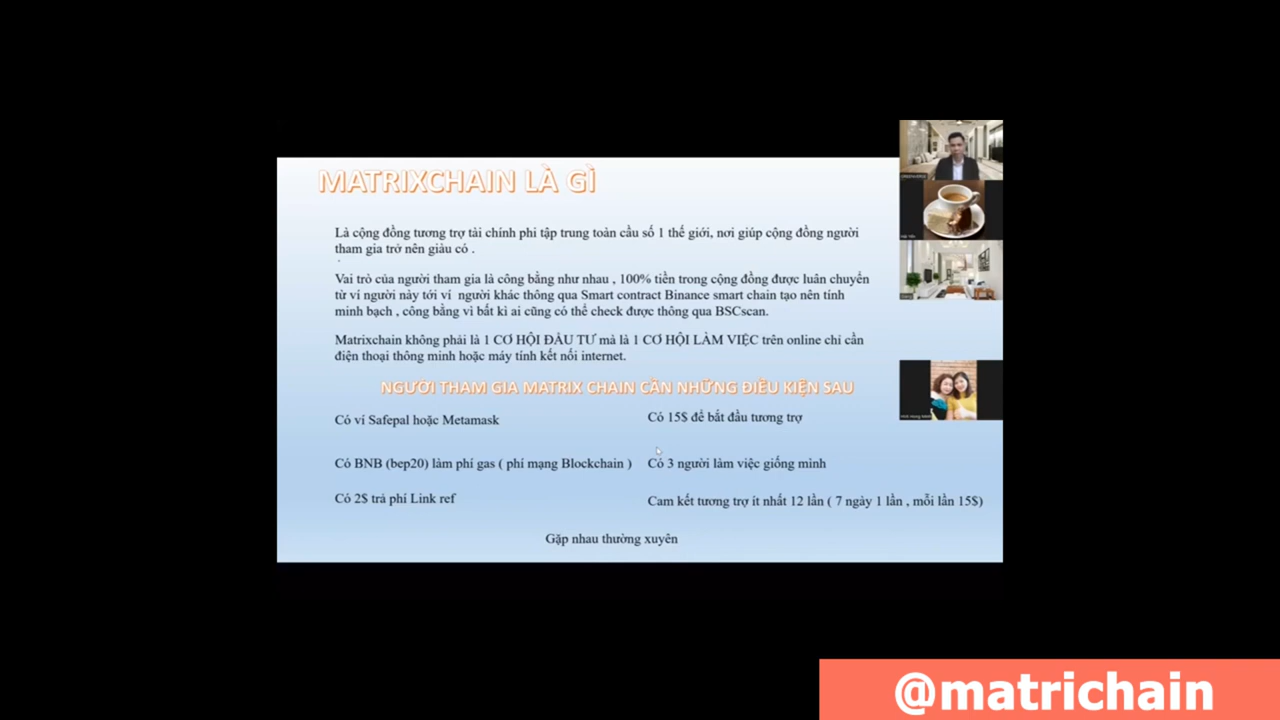 MATRIXCHAIN LÀ GÌ
Là cộng đồng tương trợ tài chính phi tập trung toàn cầu số 1 thế giới, nơi giúp cộng đồng người
tham gia trở nên giàu có .
Vai trò của người tham gia là công bằng như nhau , 100% tiền trong cộng đồng được luân chuyển
từ ví người này tới ví người khác thông qua Smart contract Binance smart chain tạo nên tính
minh bạch , công bằng vì bất kì ai cũng có thể check được thông qua BSCscan.
Matrixchain không phải là 1 CƠ HỘI ĐẦU TƯ mà là 1 CƠ HỘI LÀM VIỆC trên online chỉ cần
điện thoại thông minh hoặc máy tính kết nối internet.
NGƯỜI THAM GIA MATRIX CHAIN CẦN NHỮNG ĐIỀU KIỆN SAU
Có ví Safepal hoặc Metamask
Có 15$ để bắt đầu tương trợ
Có BNB (bep20) làm phí gas ( phí mạng Blockchain )
Có 3 người làm việc giống mình
Có 2$ trả phí Link ref
Cam kết tương trợ ít nhất 12 lần ( 7 ngày 1 lần , mỗi lần 15$)
Gặp nhau thường xuyên
@matrichain